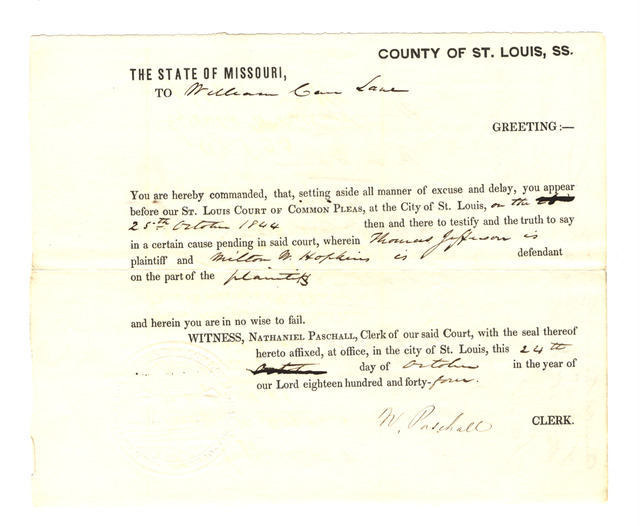 COUNTY OF ST. LOUIS, SS.
THE STATE OF MISSOURI,
TO William Carr Lane
GREETING:—
You are hereby commanded, that, setting aside all manner of excuse and delay, you appear
before our ST. LOUIS COURT OF COMMON PLEAS, at the City of St. Louis, on the
25th October 1844 then and there to testify and the truth to say
in a certain cause pending in said court, wherein Thomas Jefferson is
plaintiff and Milton W. Hopkins is defendant
on the part of the plaintiff
and herein you are in no wise to fail.
WITNESS, NATHANIEL PASCHALL, Clerk of our said Court, with the seal thereof
hereto affixed, at office, in the city of St. Louis, this 24th
day of October in the year of
our Lord eighteen hundred and forty-four.
N. Paschall CLERK.